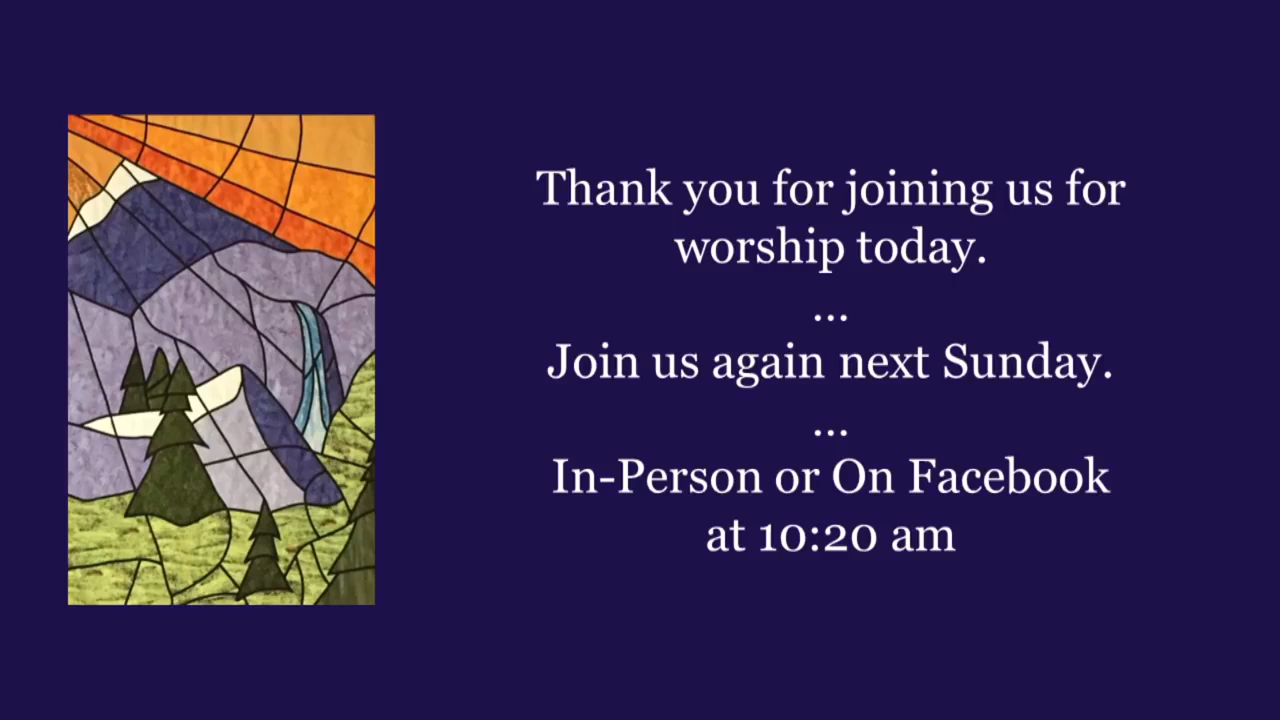 Thank you for joining us for
worship today.
...
Join us again next Sunday.
...
In-Person or On Facebook
at 10:20 am